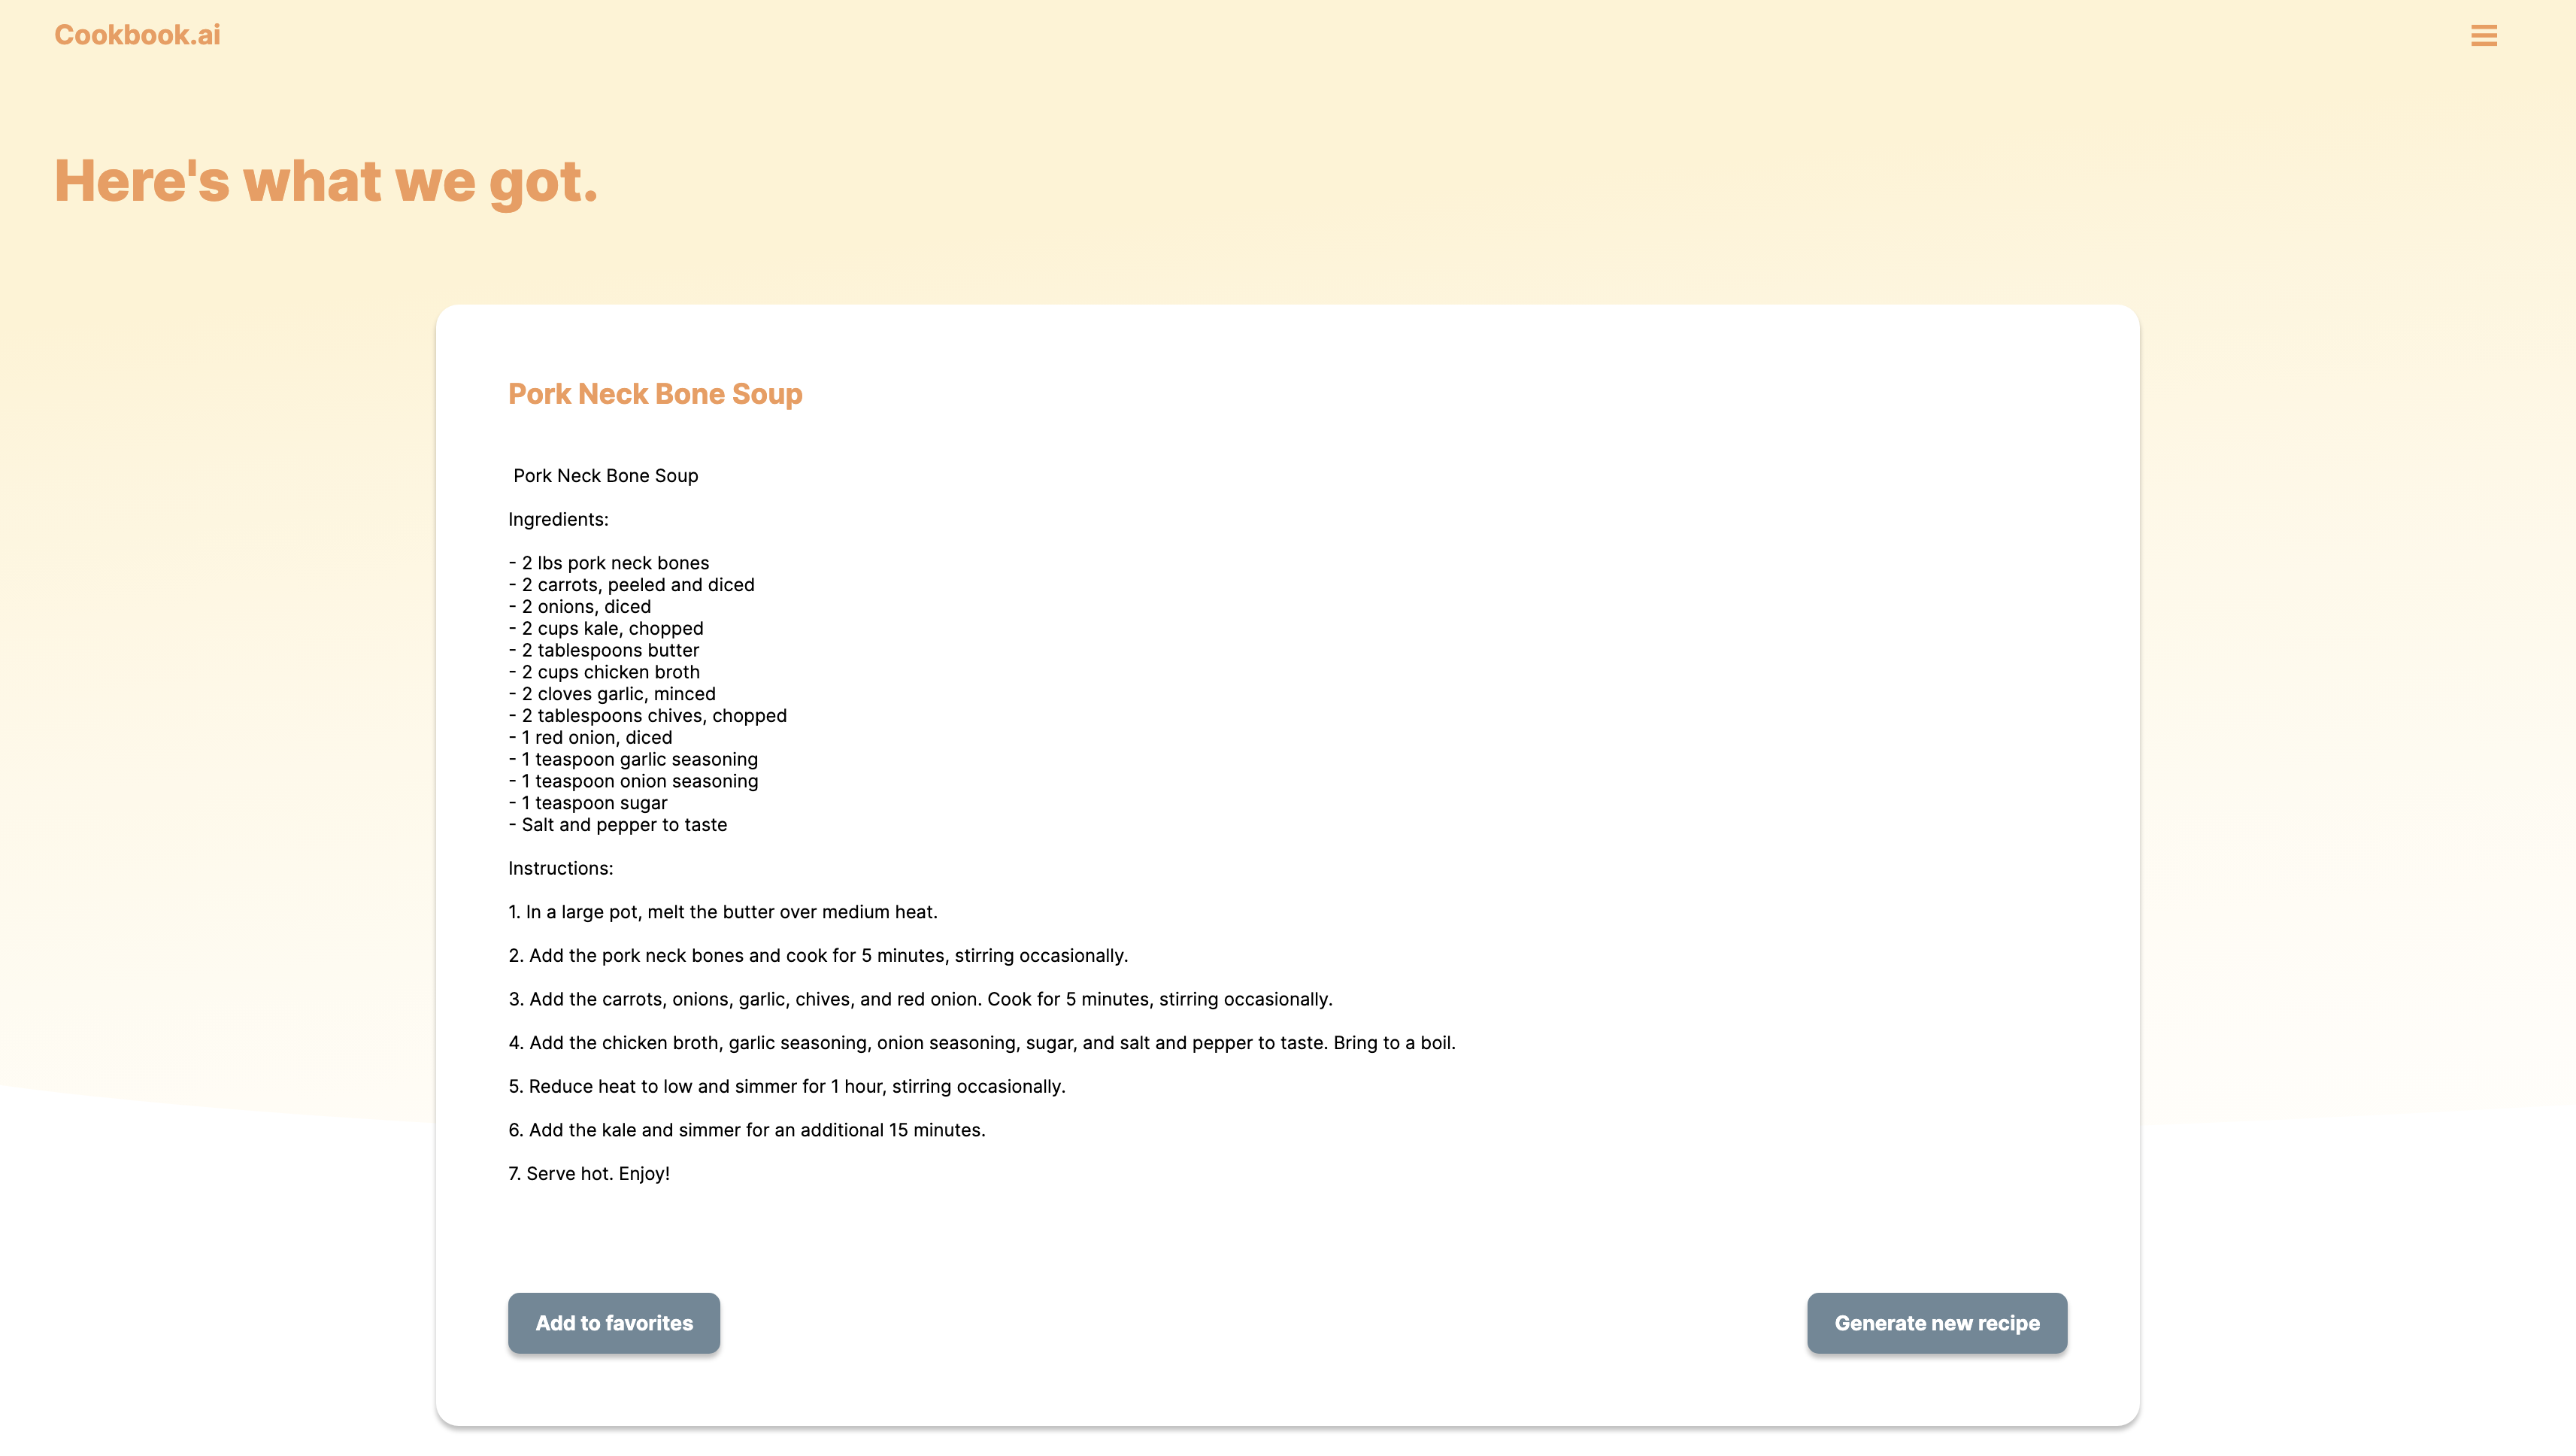 Cookbook.ai
Here's what we got.
Pork Neck Bone Soup
Pork Neck Bone Soup
Ingredients:
- 2 lbs pork neck bones
- 2 carrots, peeled and diced
- 2 onions, diced
- 2 cups kale, chopped
- 2 tablespoons butter
- 2 cups chicken broth
- 2 cloves garlic, minced
- 2 tablespoons chives, chopped
- 1 red onion, diced
- 1 teaspoon garlic seasoning
- 1 teaspoon onion seasoning
- 1 teaspoon sugar
- Salt and pepper to taste
Instructions:
1. In a large pot, melt the butter over medium heat.
2. Add the pork neck bones and cook for 5 minutes, stirring occasionally.
3. Add the carrots, onions, garlic, chives, and red onion. Cook for 5 minutes, stirring occasionally.
4. Add the chicken broth, garlic seasoning, onion seasoning, sugar, and salt and pepper to taste. Bring to a boil.
5. Reduce heat to low and simmer for 1 hour, stirring occasionally.
6. Add the kale and simmer for an additional 15 minutes.
7. Serve hot. Enjoy!
Add to favorites
Generate new recipe